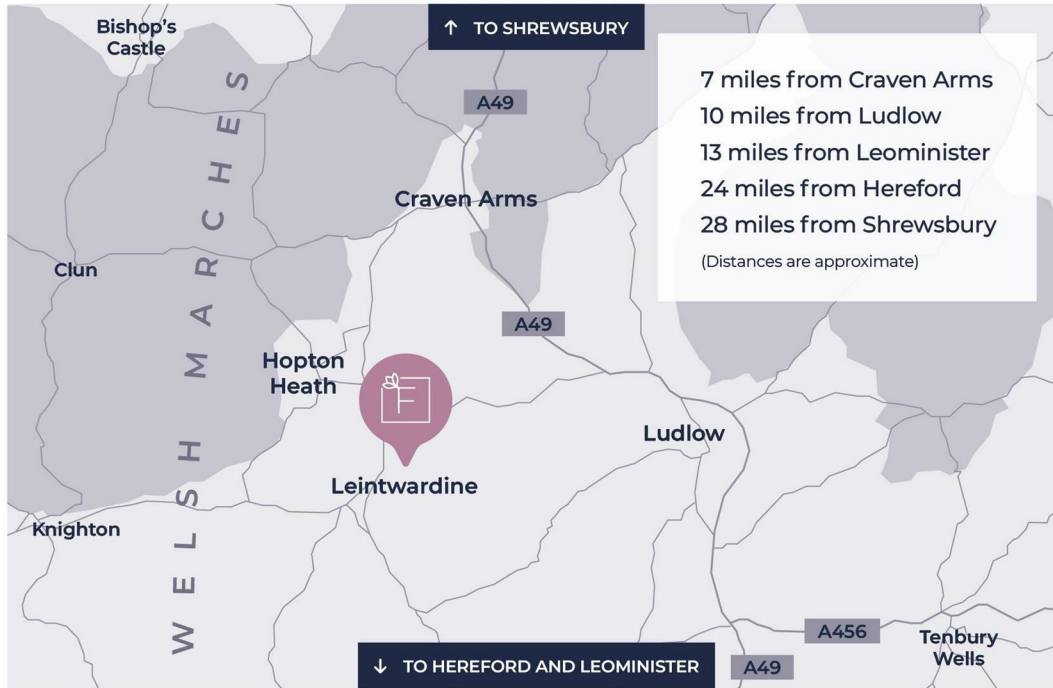 Bishop's
Castle
↑ TO SHREWSBURY
7 miles from Craven Arms
10 miles from Ludlow
13 miles from Leominister
24 miles from Hereford
28 miles from Shrewsbury
(Distances are approximate)
A49
WELSH MARCHES
Craven Arms
Clun
A49
Hopton
Heath
F
Ludlow
Leintwardine
Knighton
A456
Tenbury
Wells
↓ TO HEREFORD AND LEOMINISTER
A49